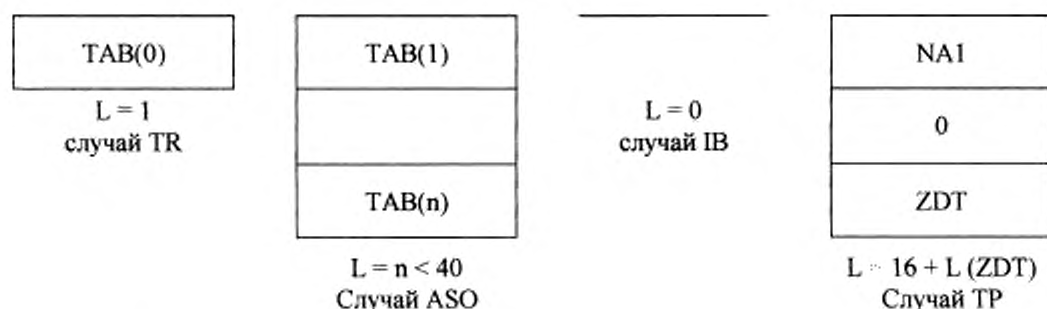 TAB(0)
L = 1
случай TR
TAB(1)
TAB(n)
L = n < 40
Случай ASO
L = 0
случай IB
NA1
0
ZDT
L = 16 + L (ZDT)
Случай TP